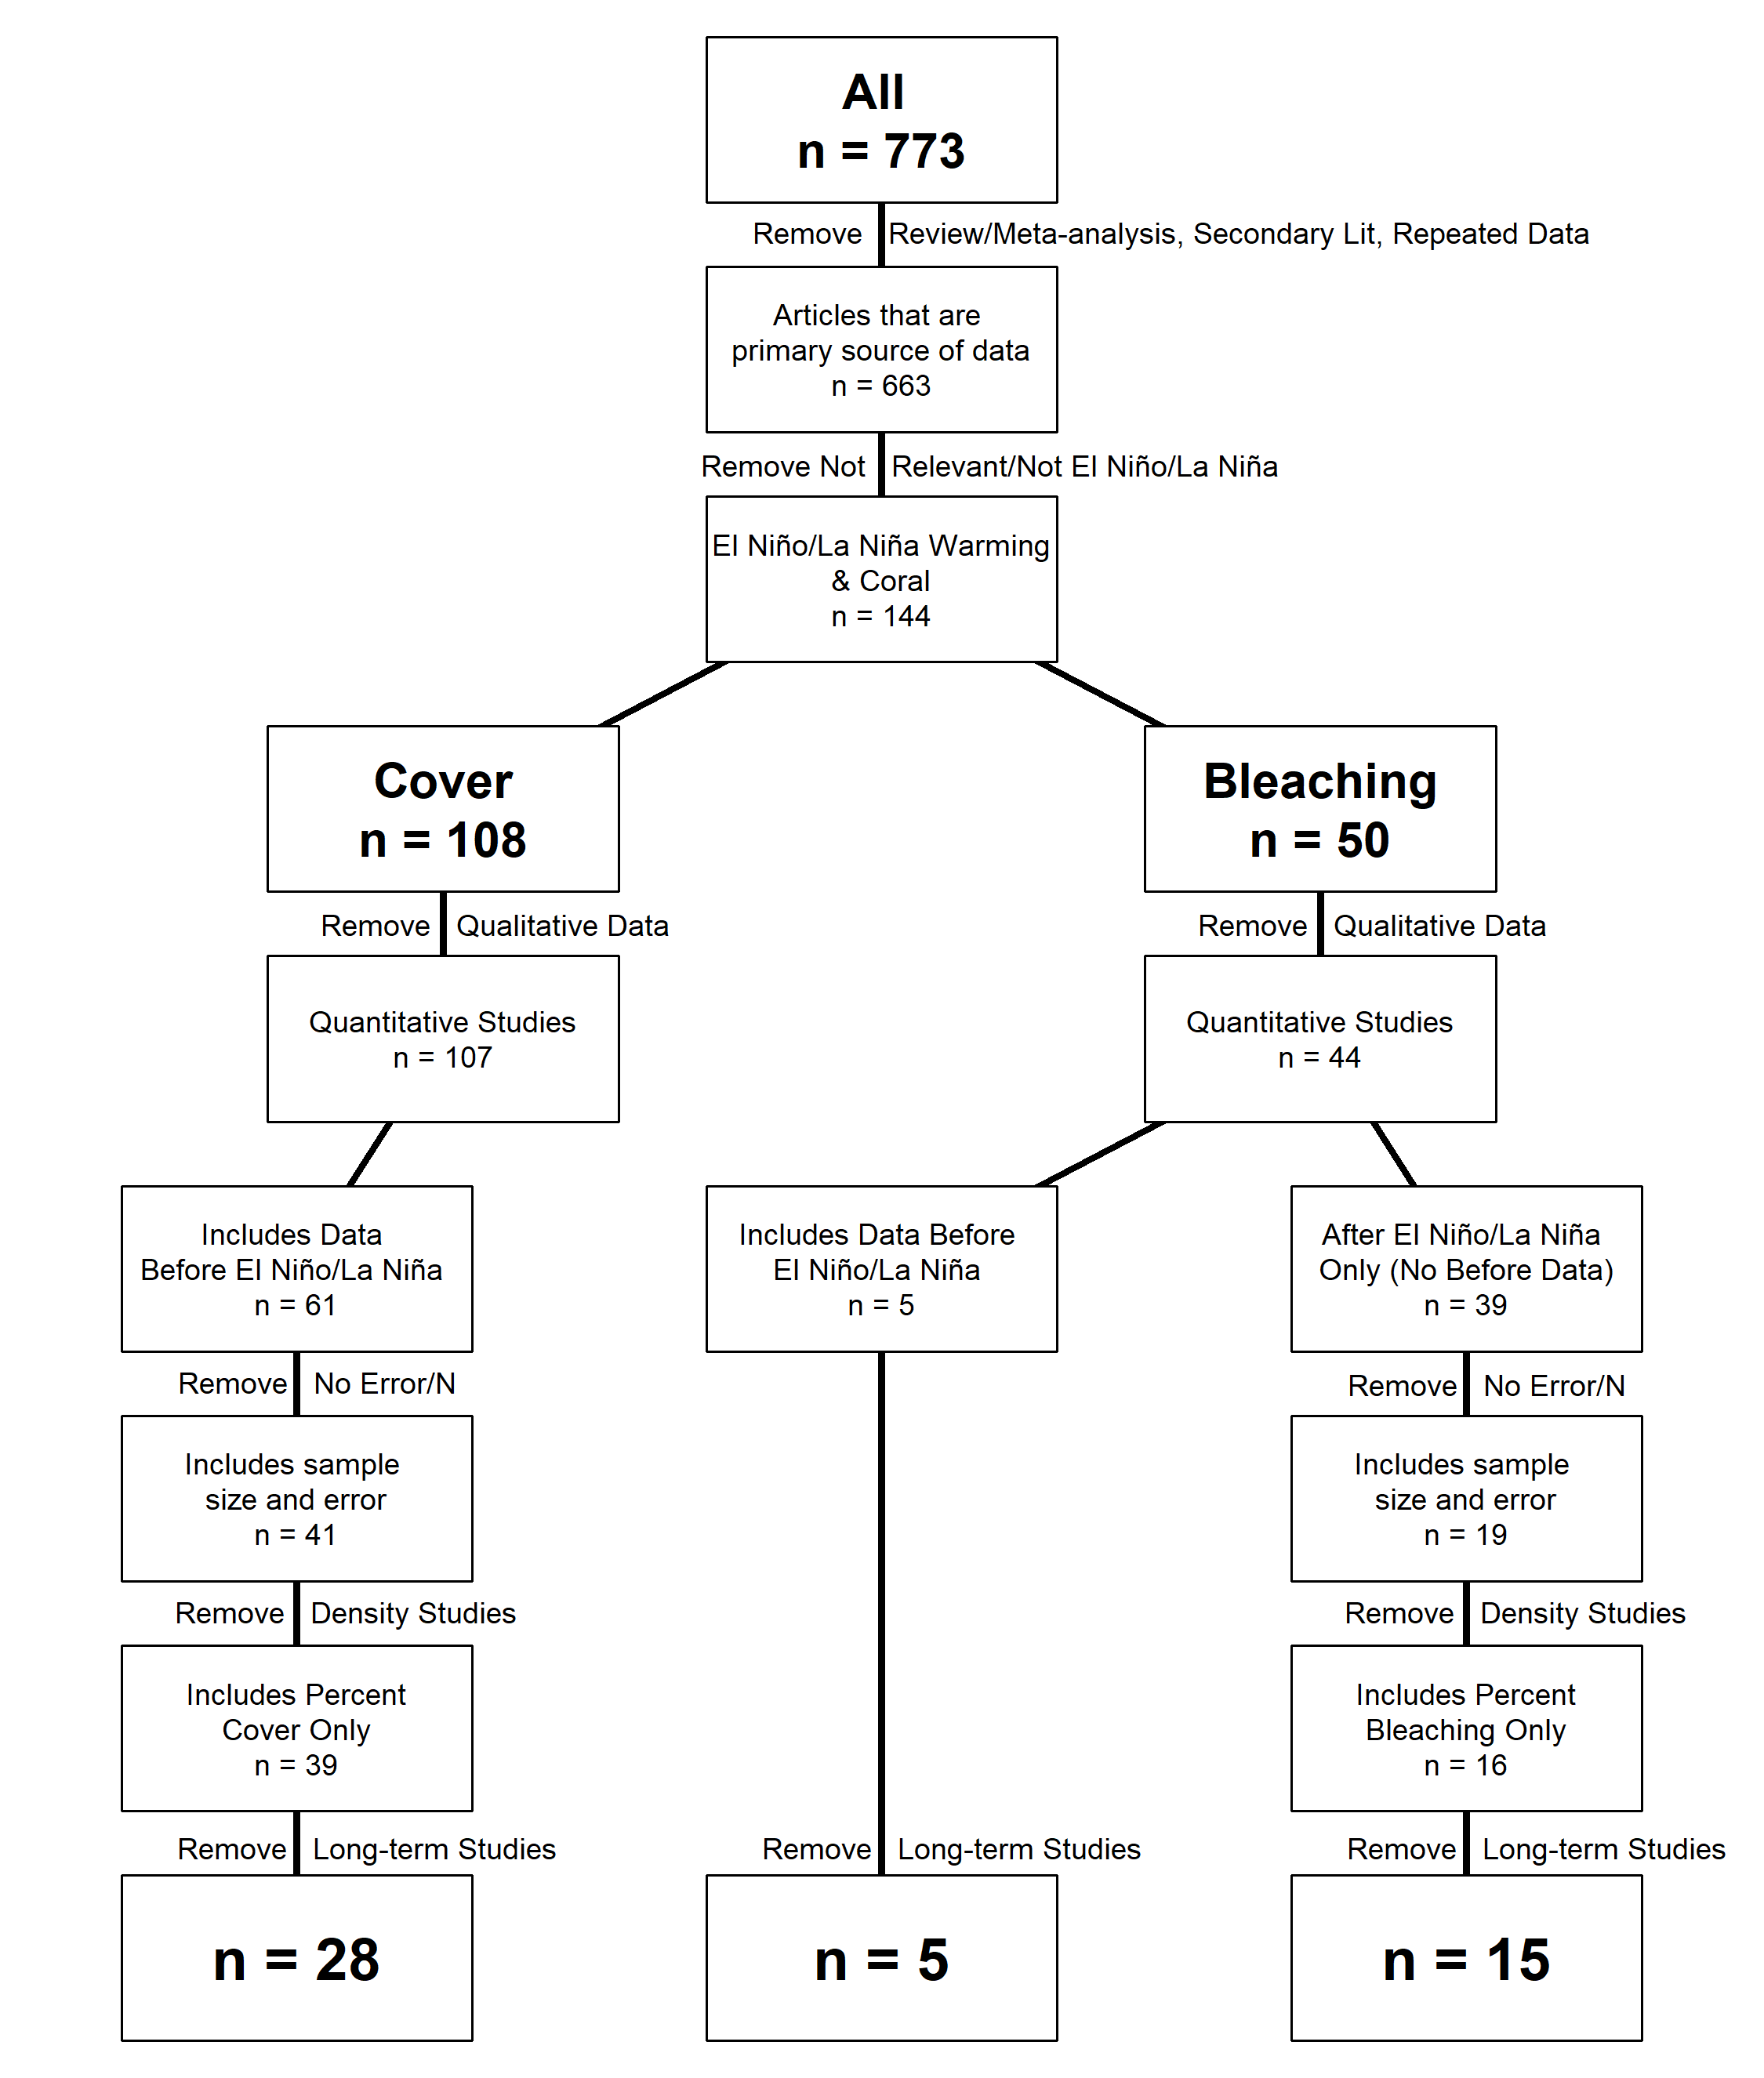 All
n = 773
Remove Review/Meta-analysis, Secondary Lit, Repeated Data
Articles that are
primary source of data
n = 663
Remove Not Relevant/Not El Niño/La Niña
El Niño/La Niña Warming
& Coral
n = 144
Cover
n = 108
Bleaching
n = 50
Remove Qualitative Data
Remove Qualitative Data
Quantitative Studies
n = 107
Quantitative Studies
n = 44
Includes Data
Before El Niño/La Niña
n = 61
Includes Data Before
El Niño/La Niña
n = 5
After El Niño/La Niña
Only (No Before Data)
n = 39
Remove No Error/N
Remove No Error/N
Includes sample
size and error
n = 41
Includes sample
size and error
n = 19
Remove Density Studies
Remove Density Studies
Includes Percent
Cover Only
n = 39
Includes Percent
Bleaching Only
n = 16
Remove Long-term Studies
Remove Long-term Studies
Remove Long-term Studies
n = 28
n = 5
n = 15